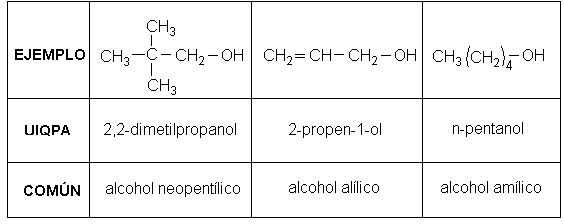 EJEMPLO
CH3
CH3—C—CH2—OH
CH3
CH2=CH—CH2—OH
CH3(CH2)4—OH
UIQPA
2,2-dimetilpropanol
2-propen-1-ol
n-pentanol
COMÚN
alcohol neopentílico
alcohol alílico
alcohol amílico